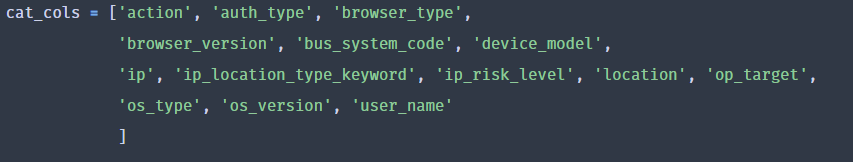 cat_cols = ['action', 'auth_type', 'browser_type',
'browser_version', 'bus_system_code', 'device_model',
'ip', 'ip_location_type_keyword', 'ip_risk_level', 'location', 'op_target',
'os_type', 'os_version', 'user_name'
]